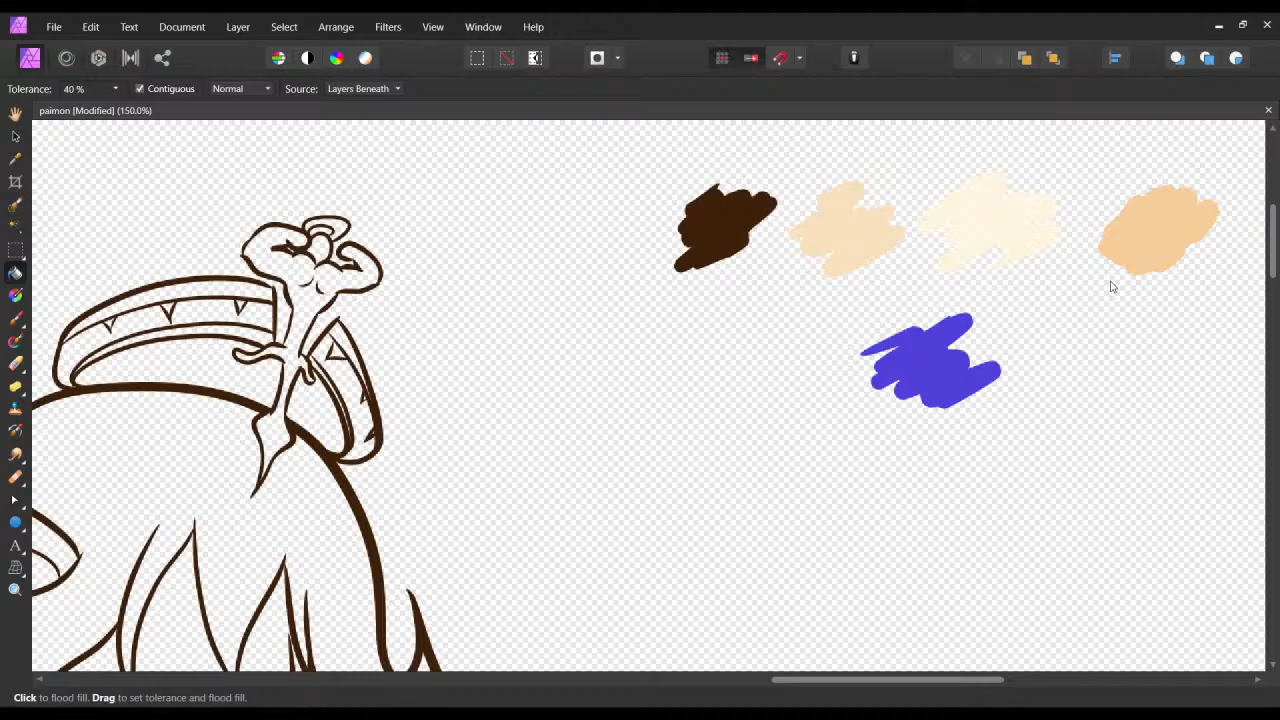 File Edit Text Document Layer Select Arrange Filters View Window Help
Tolerance: 40 % Contiguous Normal Source: Layers Beneath
paimon [Modified] (150.0%)
Click to flood fill. Drag to set tolerance and flood fill.